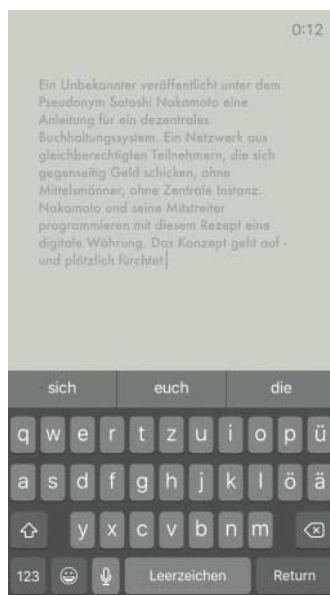 0:12
Ein Unbekannter veröffentlicht unter dem
Pseudonym Satoshi Nakamoto eine
Anleitung für ein dezentrales
Buchhaltungssystem. Ein Netzwerk aus
gleichberechtigten Teilnehmern, die sich
gegenseitig Geld schicken, ohne
Mittelsmänner, ohne Zentrale Instanz.
Nakamoto und seine Mitstreiter
programmieren mit diesem Rezept eine
digitale Währung. Das Konzept geht auf -
und plötzlich fürchtet
sich euch die
q w e r t z u i o p ü
a s d f g h j k l ö ä
y x c v b n m
123 Leerzeichen Return